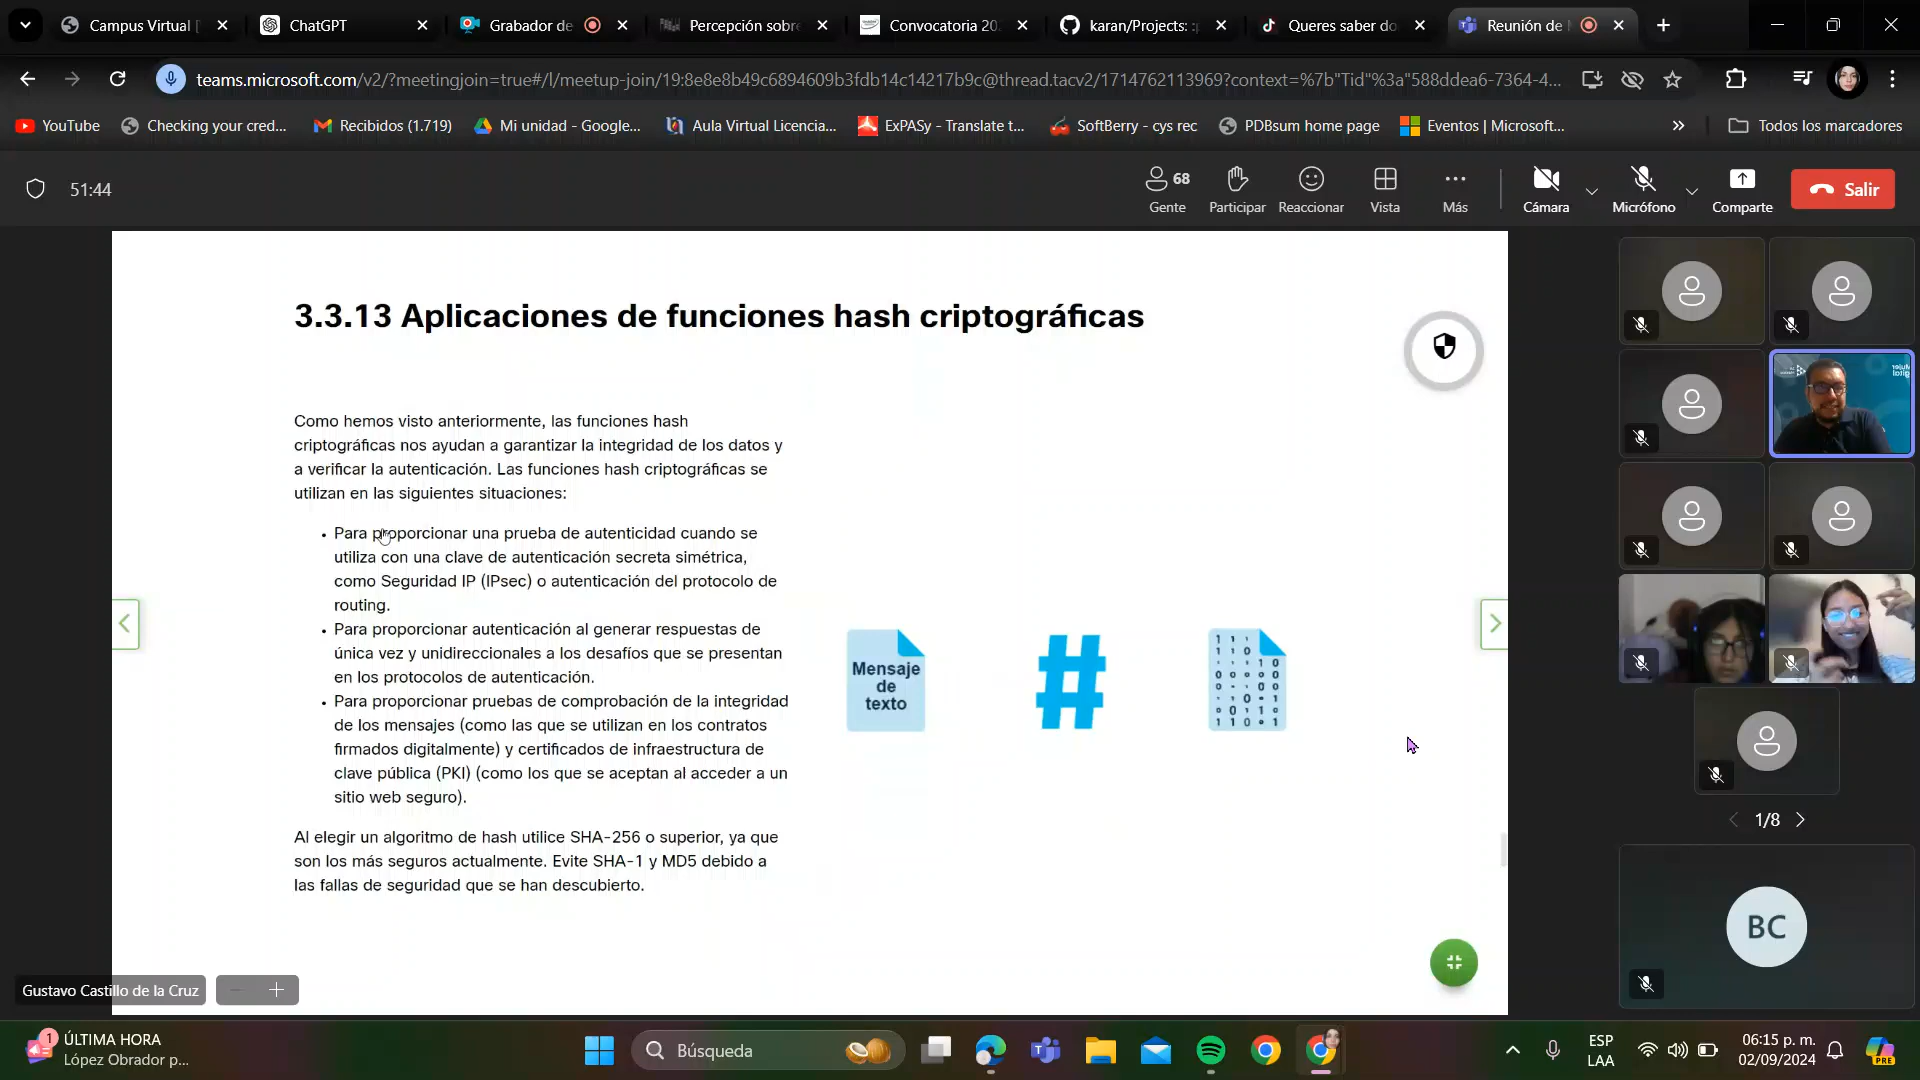 Campus Virtual [
ChatGPT
Grabador de
Percepción sobre
Convocatoria 20
karan/Projects: :p
Queres saber do
Reunión de
teams.microsoft.com/v2/?meetingjoin=true#/l/meetup-join/19:8e8e8b49c6894609b3fdb14c14217b9c@thread.tacv2/1714762113969?context=%7b"Tid"%3a"588ddea6-7364-4...
YouTube
Checking your cred...
Recibidos (1.719)
Mi unidad - Google...
Aula Virtual Licencia...
ExPASy - Translate t...
SoftBerry - cys rec
PDBsum home page
Eventos | Microsoft...
»
Todos los marcadores
51:44
68
Gente
Participar
Reaccionar
Vista
Más
Cámara
Micrófono
Comparte
Salir
3.3.13 Aplicaciones de funciones hash criptográficas
Como hemos visto anteriormente, las funciones hash
criptográficas nos ayudan a garantizar la integridad de los datos y
a verificar la autenticación. Las funciones hash criptográficas se
utilizan en las siguientes situaciones:
• Para proporcionar una prueba de autenticidad cuando se
utiliza con una clave de autenticación secreta simétrica,
como Seguridad IP (IPsec) o autenticación del protocolo de
routing.
• Para proporcionar autenticación al generar respuestas de
única vez y unidireccionales a los desafíos que se presentan
en los protocolos de autenticación.
• Para proporcionar pruebas de comprobación de la integridad
de los mensajes (como las que se utilizan en los contratos
firmados digitalmente) y certificados de infraestructura de
clave pública (PKI) (como los que se aceptan al acceder a un
sitio web seguro).
Al elegir un algoritmo de hash utilice SHA-256 o superior, ya que
son los más seguros actualmente. Evite SHA-1 y MD5 debido a
las fallas de seguridad que se han descubierto.
Mensaje
de
texto
#
1/8
BC
Gustavo Castillo de la Cruz
1
ÚLTIMA HORA
López Obrador p...
Búsqueda
ESP
LAA
06:15 p. m.
02/09/2024
PRE